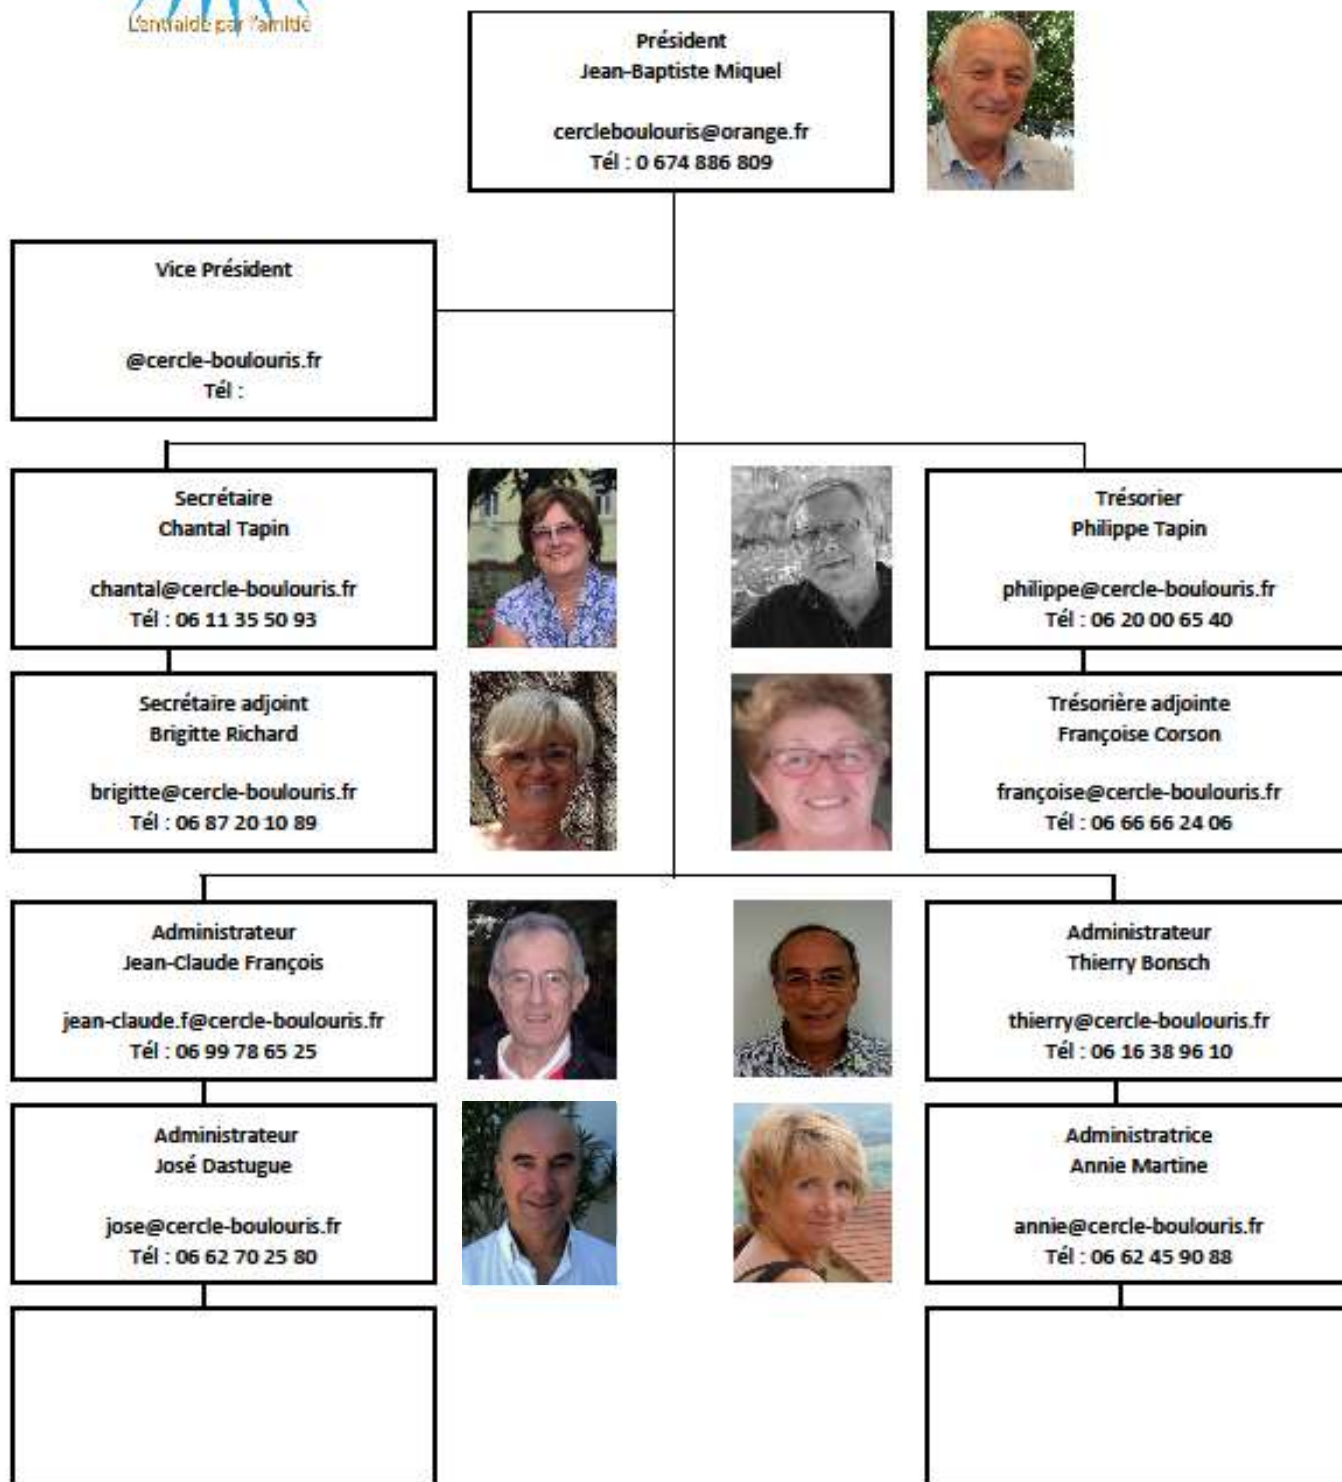 L'entraide par l'amitié
Président
Jean-Baptiste Miquel
cercleboulouris@orange.fr
Tél : 0 674 886 809
Vice Président
@cercle-boulouris.fr
Tél :
Secrétaire
Chantal Tapin
chantal@cercle-boulouris.fr
Tél : 06 11 35 50 93
Trésorier
Philippe Tapin
philippe@cercle-boulouris.fr
Tél : 06 20 00 65 40
Secrétaire adjoint
Brigitte Richard
brigitte@cercle-boulouris.fr
Tél : 06 87 20 10 89
Trésorière adjointe
Françoise Corson
françoise@cercle-boulouris.fr
Tél : 06 66 66 24 06
Administrateur
Jean-Claude François
jean-claude.f@cercle-boulouris.fr
Tél : 06 99 78 65 25
Administrateur
Thierry Bonsch
thierry@cercle-boulouris.fr
Tél : 06 16 38 96 10
Administrateur
José Dastugue
jose@cercle-boulouris.fr
Tél : 06 62 70 25 80
Administratrice
Annie Martine
annie@cercle-boulouris.fr
Tél : 06 62 45 90 88